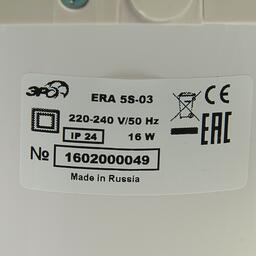 ЭРА
ERA 5S-03
CE
220-240 V/50 Hz
IP 24 16 W
EAC
№ 1602000049
Made in Russia